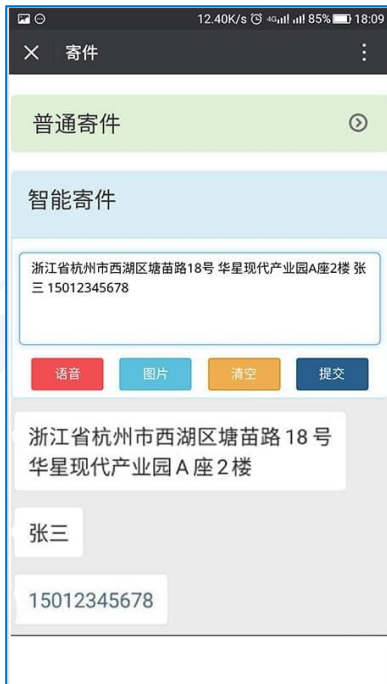 12.40K/s 4G 85% 18:09
寄件
普通寄件
智能寄件
浙江省杭州市西湖区塘苗路18号 华星现代产业园A座2楼 张
三 15012345678
语音 图片 清空 提交
浙江省杭州市西湖区塘苗路 18 号
华星现代产业园 A 座 2 楼
张三
15012345678